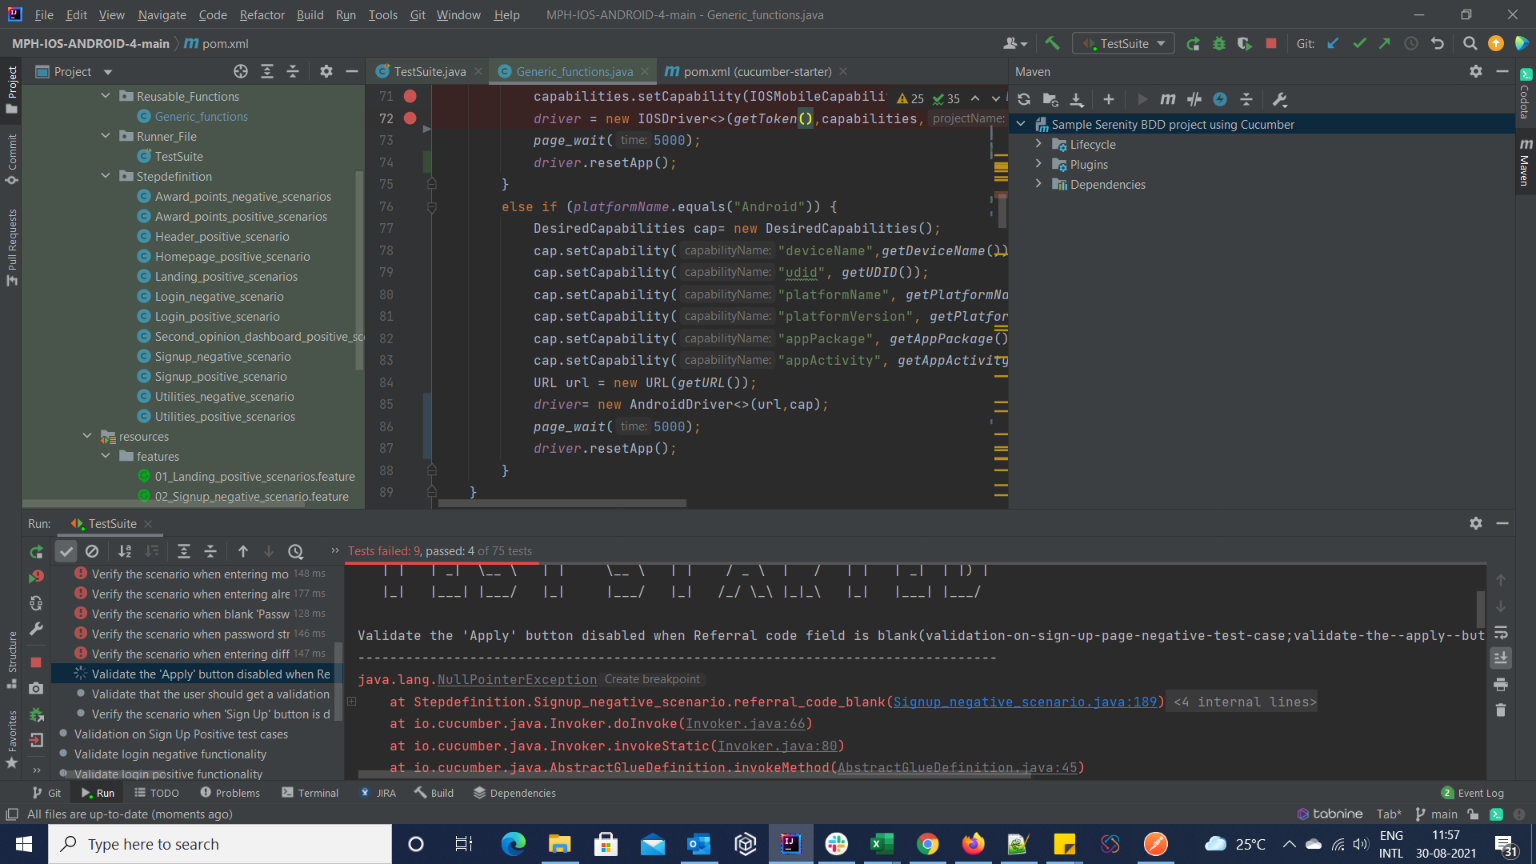 File Edit View Navigate Code Refactor Build Run Tools Git Window Help MPH-IOS-ANDROID-4-main - Generic_functions.java
MPH-IOS-ANDROID-4-main m pom.xml TestSuite Git:
Project TestSuite.java Generic_functions.java m pom.xml (cucumber-starter) Maven
Project
Commit
Pull Requests
Structure
Favorites
Reusable_Functions
Generic_functions
Runner_File
TestSuite
Stepdefinition
Award_points_negative_scenarios
Award_points_positive_scenarios
Header_positive_scenario
Homepage_positive_scenario
Landing_positive_scenarios
Login_negative_scenario
Login_positive_scenario
Second_opinion_dashboard_positive_sc
Signup_negative_scenario
Signup_positive_scenario
Utilities_negative_scenario
Utilities_positive_scenarios
resources
features
01_Landing_positive_scenarios.feature
02_Signup_negative_scenario.feature
25 35
71 capabilities.setCapability(IOSMobileCapabili
72 driver = new IOSDriver<>(getToken(),capabilities, projectName:
73 page_wait( time: 5000);
74 driver.resetApp();
75 }
76 else if (platformName.equals("Android")) {
77 DesiredCapabilities cap= new DesiredCapabilities();
78 cap.setCapability( capabilityName: "deviceName",getDeviceName())
79 cap.setCapability( capabilityName: "udid", getUDID());
80 cap.setCapability( capabilityName: "platformName", getPlatformNa
81 cap.setCapability( capabilityName: "platformVersion", getPlatfor
82 cap.setCapability( capabilityName: "appPackage", getAppPackage()
83 cap.setCapability( capabilityName: "appActivity", getAppActivity
84 URL url = new URL(getURL());
85 driver= new AndroidDriver<>(url,cap);
86 page_wait( time: 5000);
87 driver.resetApp();
88 }
89 }
Sample Serenity BDD project using Cucumber
Lifecycle
Plugins
Dependencies
Codota
m Maven
Run: TestSuite
Tests failed: 9, passed: 4 of 75 tests
Verify the scenario when entering mo 148 ms
Verify the scenario when entering alre 177 ms
Verify the scenario when blank 'Passw 128 ms
Verify the scenario when password str 146 ms
Verify the scenario when entering diff 147 ms
Validate the 'Apply' button disabled when Re
Validate that the user should get a validation
Verify the scenario when 'Sign Up' button is d
Validation on Sign Up Positive test cases
Validate login negative functionality
Validate login positive functionality
Validate the 'Apply' button disabled when Referral code field is blank(validation-on-sign-up-page-negative-test-case;validate-the--apply--but
--------------------------------------------------------------------------------
java.lang.NullPointerException Create breakpoint
at Stepdefinition.Signup_negative_scenario.referral_code_blank(Signup_negative_scenario.java:189) <4 internal lines>
at io.cucumber.java.Invoker.doInvoke(Invoker.java:66)
at io.cucumber.java.Invoker.invokeStatic(Invoker.java:80)
at io.cucumber.java.AbstractGlueDefinition.invokeMethod(AbstractGlueDefinition.java:45)
Git Run TODO Problems Terminal JIRA Build Dependencies 2 Event Log
All files are up-to-date (moments ago) tabnine Tab* main
Type here to search 25°C ENG INTL 11:57 30-08-2021 31